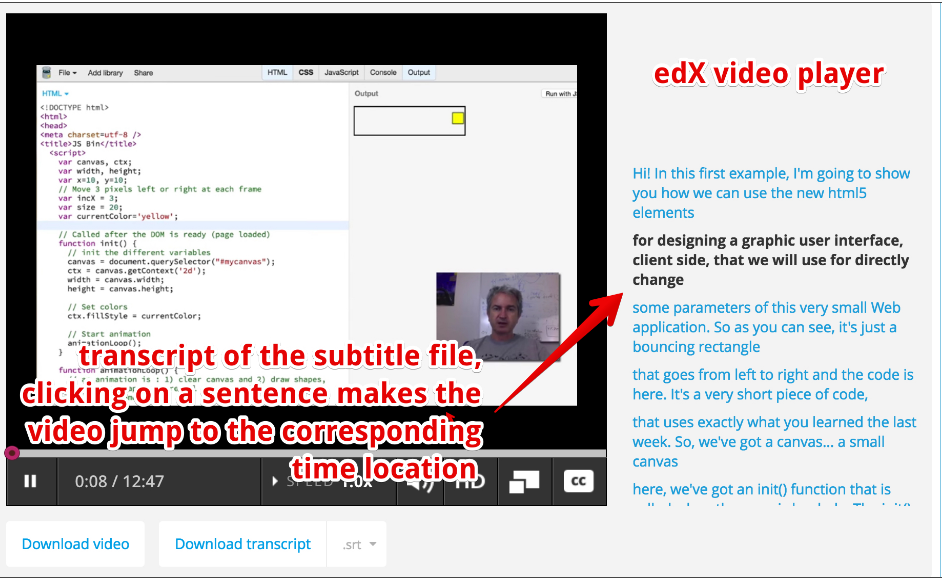 File
Add library
Share
HTML
CSS
JavaScript
Console
Output
HTML
Output
Run with J
<!DOCTYPE html>
<html>
<head>
<meta charset=utf-8 />
<title>JS Bin</title>
<script>
var canvas, ctx;
var width, height;
var x=10, y=10;
// Move 3 pixels left or right at each frame
var incX = 3;
var size = 20;
var currentColor='yellow';
// Called after the DOM is ready (page loaded)
function init() {
// init the different variables
canvas = document.querySelector("#mycanvas");
ctx = canvas.getContext('2d');
width = canvas.width;
height = canvas.height;
// Set colors
ctx.fillStyle = currentColor;
// Start animation
animationLoop();
}
function animationLoop() {
animation is : 1) clear canvas and 2) draw shapes,
transcript of the subtitle file,
clicking on a sentence makes the
video jump to the corresponding
time location
0:08 / 12:47
SPEED 1.0x
HD
CC
edX video player
Hi! In this first example, I'm going to show
you how we can use the new html5
elements
for designing a graphic user interface,
client side, that we will use for directly
change
some parameters of this very small Web
application. So as you can see, it's just a
bouncing rectangle
that goes from left to right and the code is
here. It's a very short piece of code,
that uses exactly what you learned the last
week. So, we've got a canvas... a small
canvas
here, we've got an init() function that is
Download video
Download transcript
.srt